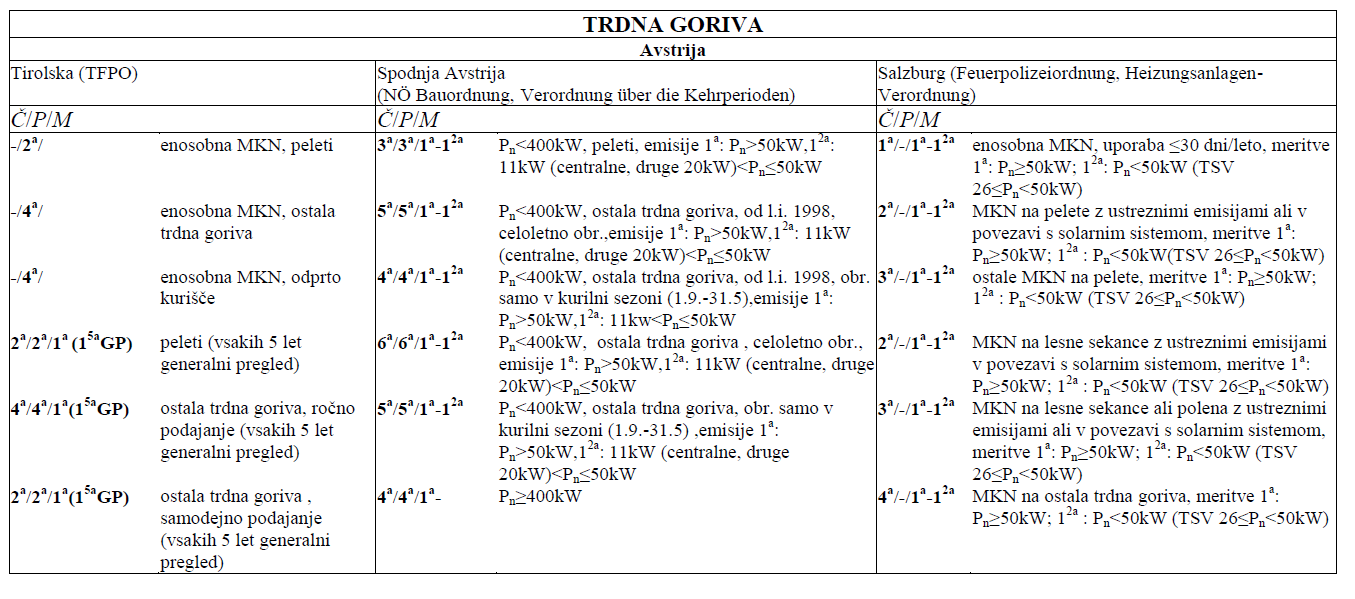 TRDNA GORIVA
Avstrija
Tirolska (TFPO)
Spodnja Avstrija
(NÖ Bauordnung, Verordnung über die Kehrperioden)
Salzburg (Feuerpolizeiordnung, Heizungsanlagen-
Verordnung)
Č/P/M
Č/P/M
Č/P/M
-/2ᵃ/
enosobna MKN, peleti
3ᵃ/3ᵃ/1ᵃ-1²ᵃ
Pₙ<400kW, peleti, emisije 1ᵃ: Pₙ>50kW,1²ᵃ:
11kW (centralne, druge 20kW)<Pₙ≤50kW
1ᵃ/-/1ᵃ-1²ᵃ
enosobna MKN, uporaba ≤30 dni/leto, meritve
1ᵃ: Pₙ≥50kW; 1²ᵃ: Pₙ<50kW (TSV
26≤Pₙ<50kW)
-/4ᵃ/
enosobna MKN, ostala
trdna goriva
5ᵃ/5ᵃ/1ᵃ-1²ᵃ
Pₙ<400kW, ostala trdna goriva, od l.i. 1998,
celoletno obr.,emisije 1ᵃ: Pₙ>50kW,1²ᵃ: 11kW
(centralne, druge 20kW)<Pₙ≤50kW
2ᵃ/-/1ᵃ-1²ᵃ
MKN na pelete z ustreznimi emisijami ali v
povezavi s solarnim sistemom, meritve 1ᵃ:
Pₙ≥50kW; 1²ᵃ : Pₙ<50kW(TSV 26≤Pₙ<50kW)
-/4ᵃ/
enosobna MKN, odprto
kurišče
4ᵃ/4ᵃ/1ᵃ-1²ᵃ
Pₙ<400kW, ostala trdna goriva, od l.i. 1998, obr.
samo v kurilni sezoni (1.9.-31.5),emisije 1ᵃ:
Pₙ>50kW,1²ᵃ: 11kw<Pₙ≤50kW
3ᵃ/-/1ᵃ-1²ᵃ
ostale MKN na pelete, meritve 1ᵃ: Pₙ≥50kW;
1²ᵃ : Pₙ<50kW (TSV 26≤Pₙ<50kW)
2ᵃ/2ᵃ/1ᵃ (1⁵ᵃGP)
peleti (vsakih 5 let
generalni pregled)
6ᵃ/6ᵃ/1ᵃ-1²ᵃ
Pₙ<400kW, ostala trdna goriva , celoletno obr.,
emisije 1ᵃ: Pₙ>50kW,1²ᵃ: 11kW (centralne, druge
20kW)<Pₙ≤50kW
2ᵃ/-/1ᵃ-1²ᵃ
MKN na lesne sekance z ustreznimi emisijami
v povezavi s solarnim sistemom, meritve 1ᵃ:
Pₙ≥50kW; 1²ᵃ : Pₙ<50kW (TSV 26≤Pₙ<50kW)
4ᵃ/4ᵃ/1ᵃ(1⁵ᵃGP)
ostala trdna goriva, ročno
podajanje (vsakih 5 let
generalni pregled)
5ᵃ/5ᵃ/1ᵃ-1²ᵃ
Pₙ<400kW, ostala trdna goriva, obr. samo v
kurilni sezoni (1.9.-31.5) ,emisije 1ᵃ:
Pₙ>50kW,1²ᵃ: 11kW (centralne, druge
20kW)<Pₙ≤50kW
3ᵃ/-/1ᵃ-1²ᵃ
MKN na lesne sekance ali polena z ustreznimi
emisijami ali v povezavi s solarnim sistemom,
meritve 1ᵃ: Pₙ≥50kW; 1²ᵃ: Pₙ<50kW (TSV
26≤Pₙ<50kW)
2ᵃ/2ᵃ/1ᵃ(1⁵ᵃGP)
ostala trdna goriva ,
samodejno podajanje
(vsakih 5 let generalni
pregled)
4ᵃ/4ᵃ/1ᵃ-
Pₙ≥400kW
4ᵃ/-/1ᵃ-1²ᵃ
MKN na ostala trdna goriva, meritve 1ᵃ:
Pₙ≥50kW; 1²ᵃ : Pₙ<50kW (TSV 26≤Pₙ<50kW)